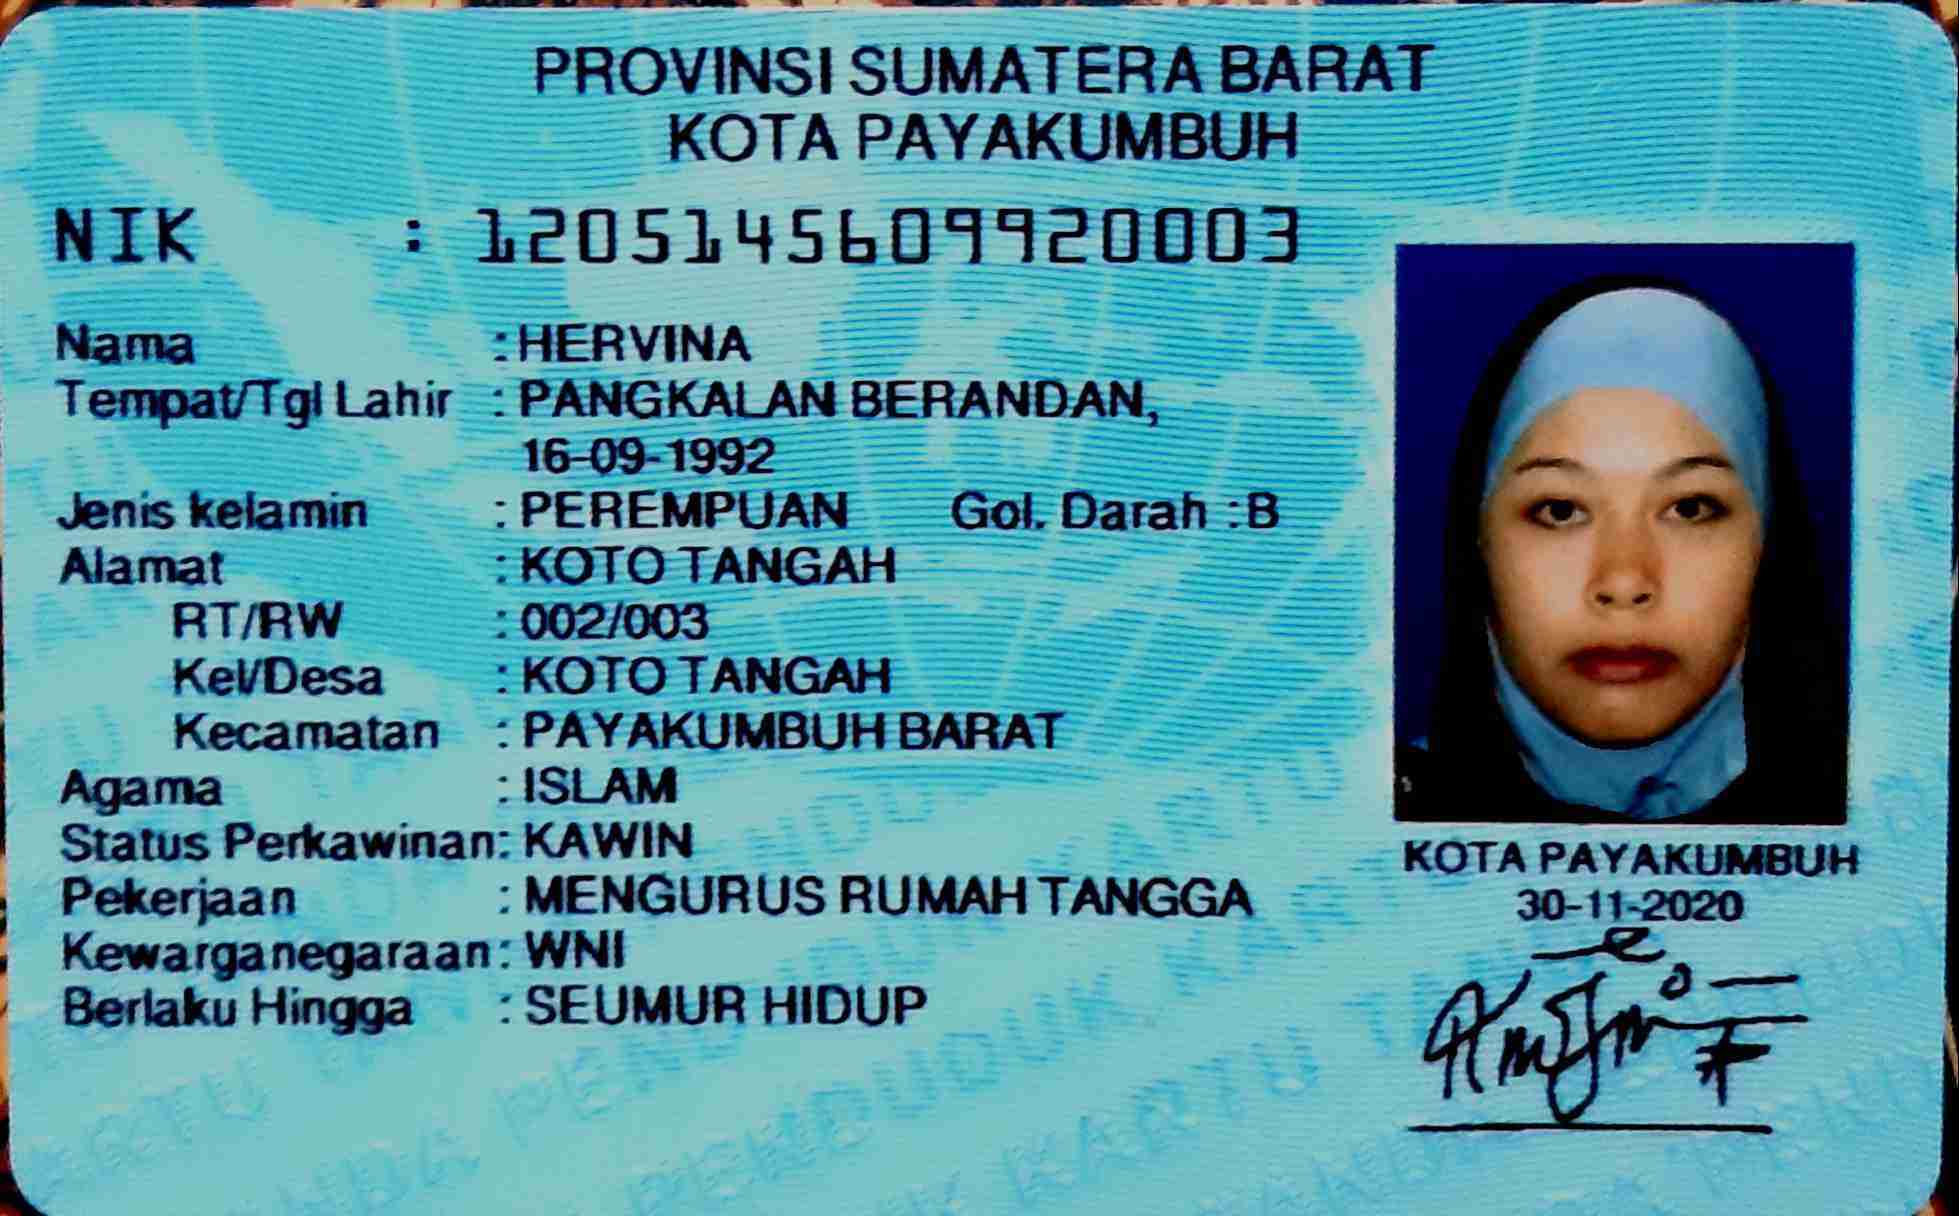 PROVINSI SUMATERA BARAT
KOTA PAYAKUMBUH
NIK : 1205145609920003
Nama : HERVINA
Tempat/Tgl Lahir : PANGKALAN BERANDAN,
16-09-1992
Jenis kelamin : PEREMPUAN Gol. Darah : B
Alamat : KOTO TANGAH
RT/RW : 002/003
Kel/Desa : KOTO TANGAH
Kecamatan : PAYAKUMBUH BARAT
Agama : ISLAM
Status Perkawinan: KAWIN
Pekerjaan : MENGURUS RUMAH TANGGA
Kewarganegaraan: WNI
Berlaku Hingga : SEUMUR HIDUP
KOTA PAYAKUMBUH
30-11-2020